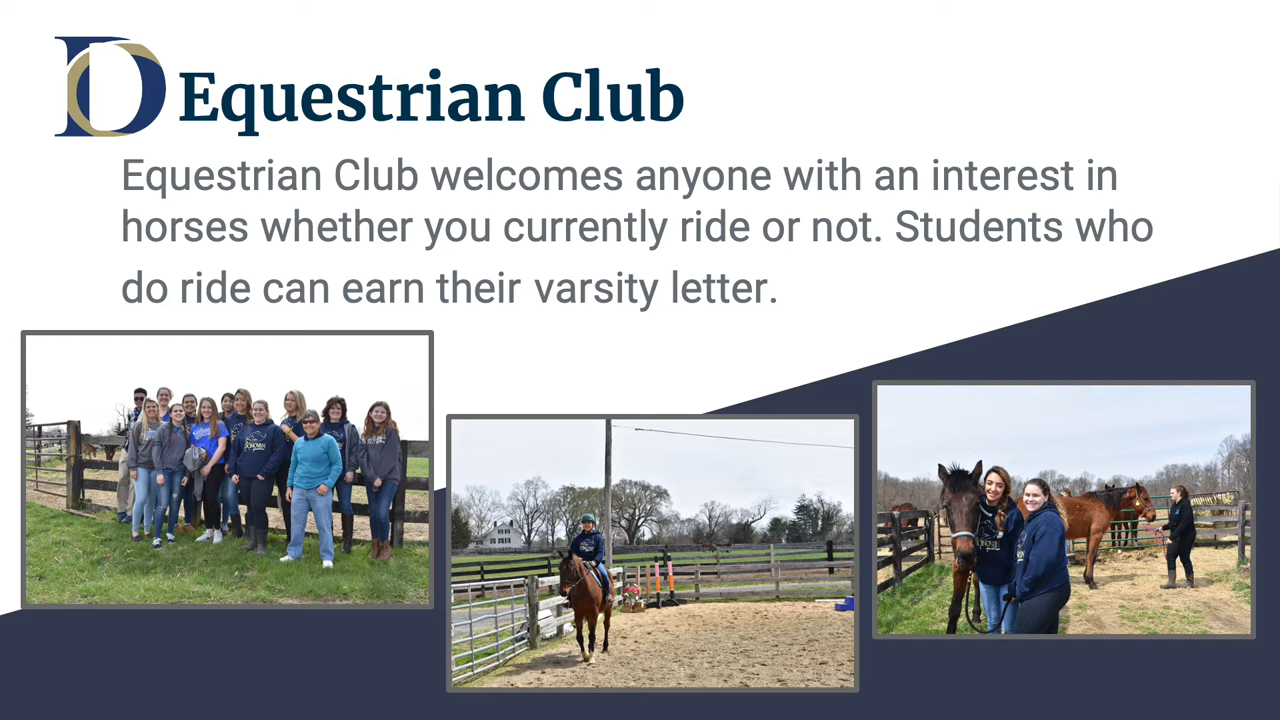 D Equestrian Club
Equestrian Club welcomes anyone with an interest in
horses whether you currently ride or not. Students who
do ride can earn their varsity letter.
DONOVAN